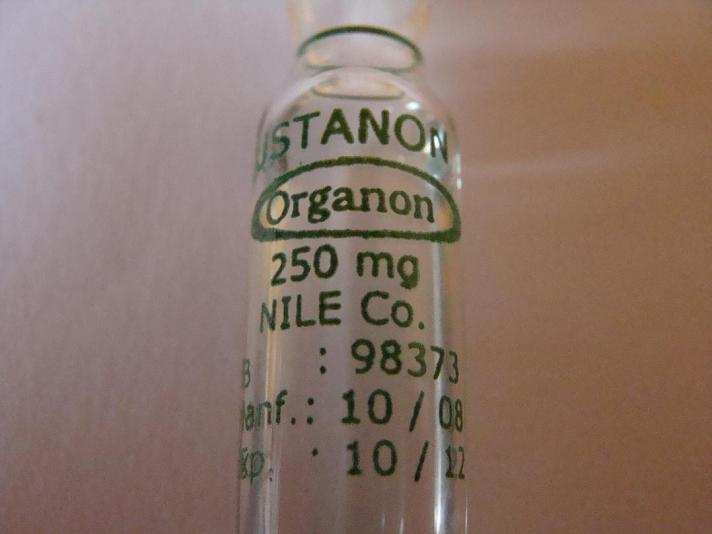 USTANON
Organon
250 mg
NILE Co.
B : 98373
anf.: 10 / 08
xp. : 10 / 12